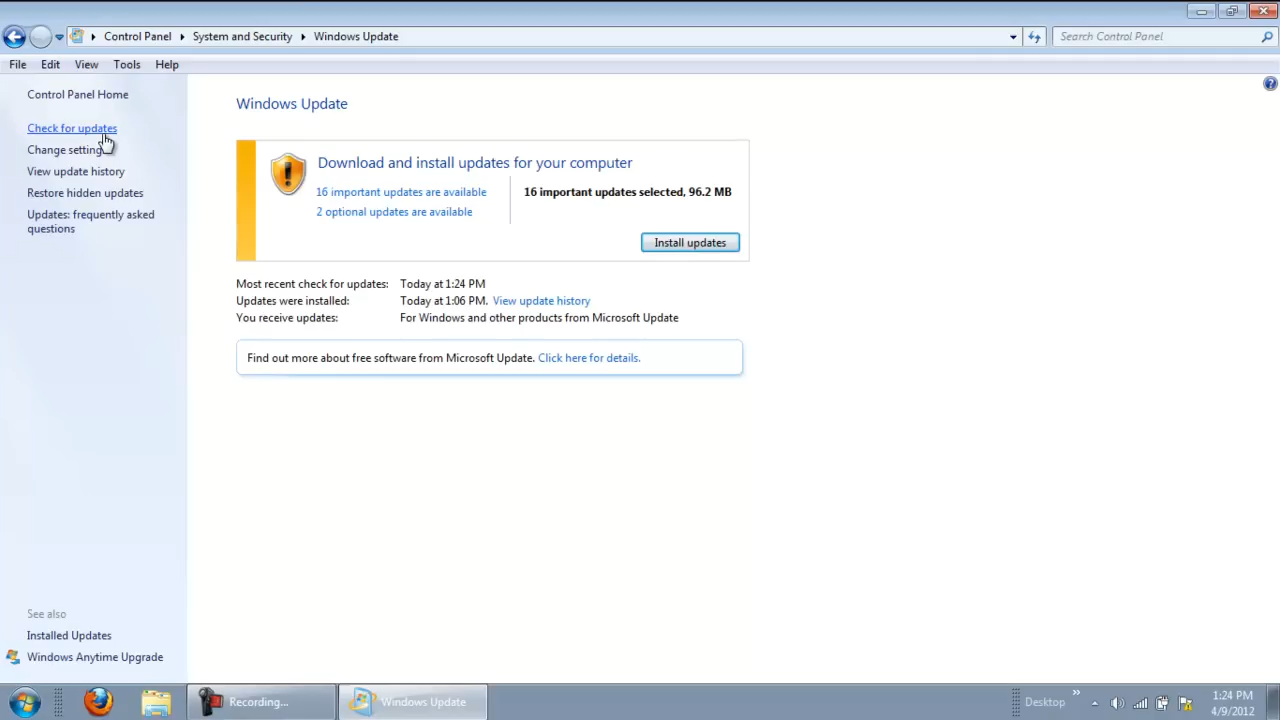 Control Panel System and Security Windows Update
Search Control Panel
File Edit View Tools Help
Control Panel Home
Check for updates
Change setting
View update history
Restore hidden updates
Updates: frequently asked
questions
See also
Installed Updates
Windows Anytime Upgrade
Windows Update
Download and install updates for your computer
16 important updates are available
2 optional updates are available
16 important updates selected, 96.2 MB
Install updates
Most recent check for updates: Today at 1:24 PM
Updates were installed: Today at 1:06 PM. View update history
You receive updates: For Windows and other products from Microsoft Update
Find out more about free software from Microsoft Update. Click here for details.
Recording...
Windows Update
Desktop
1:24 PM
4/9/2012